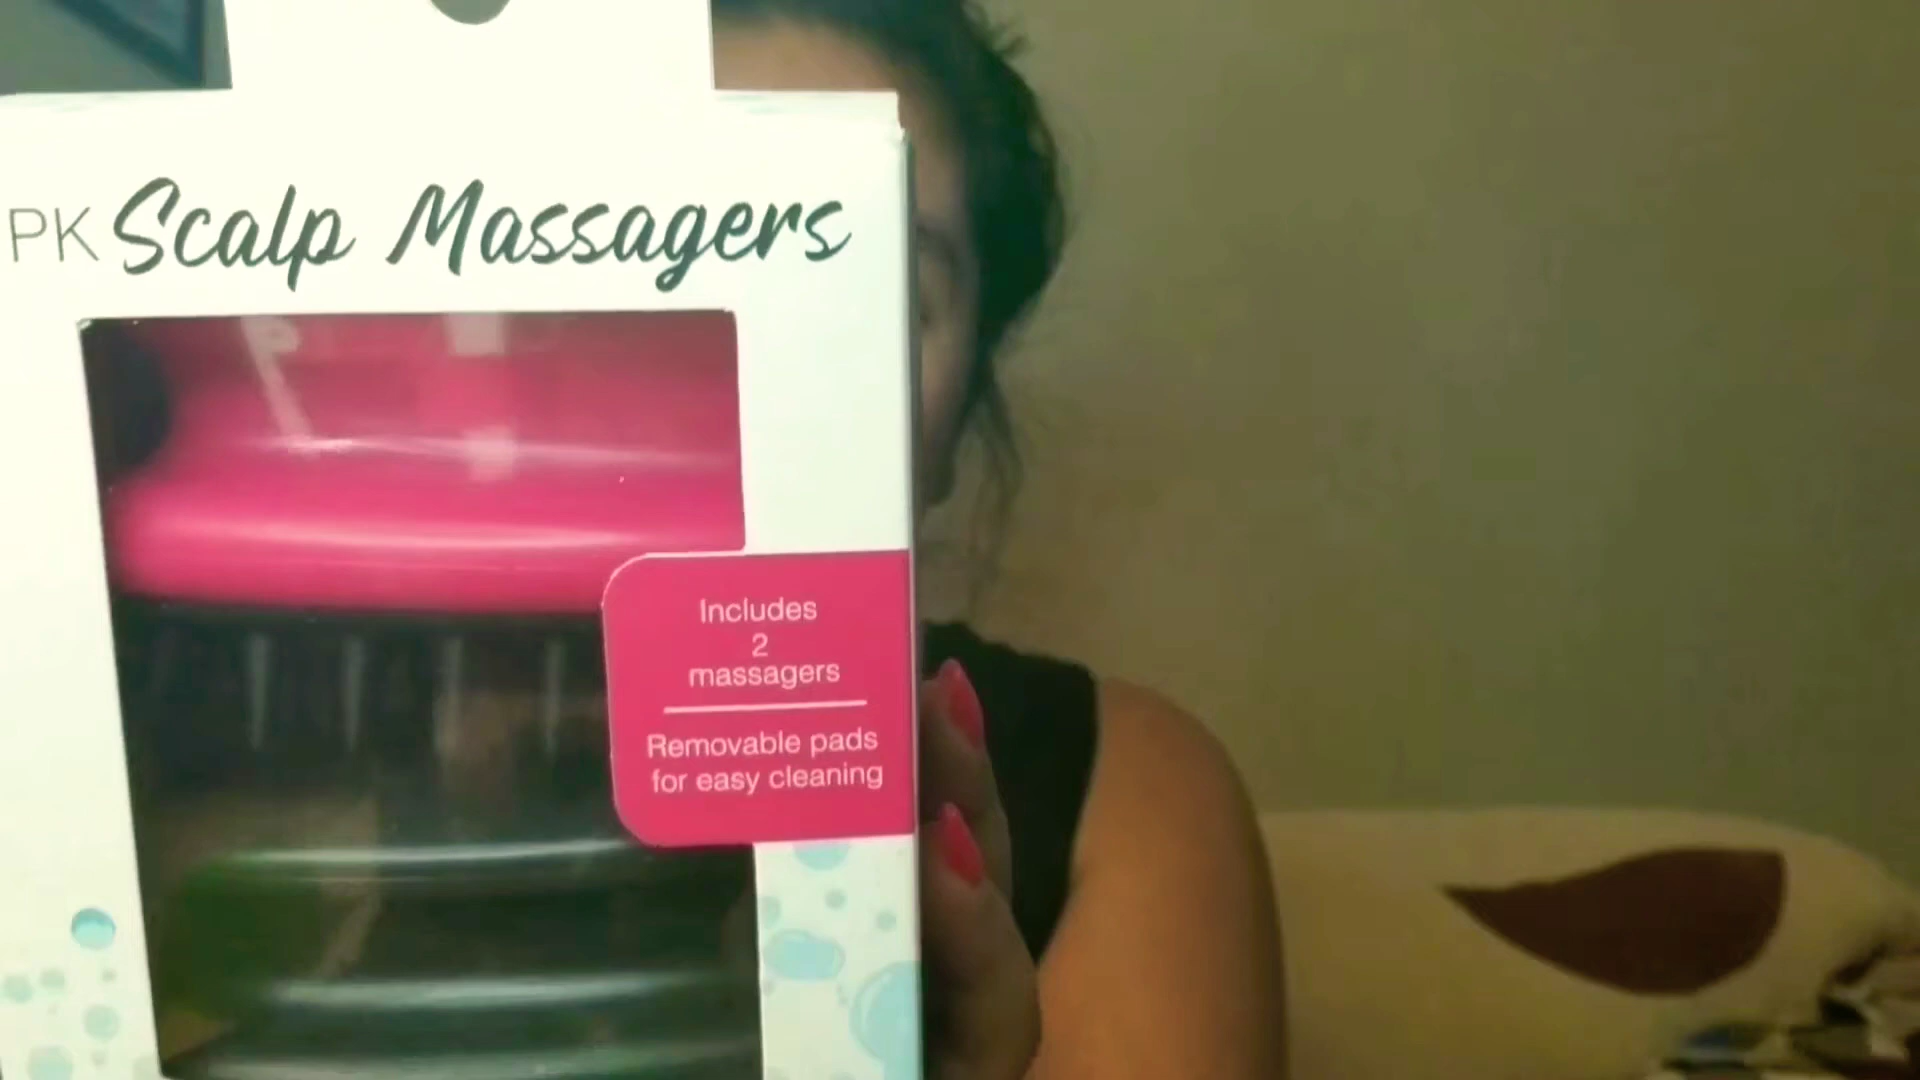 PK Scalp Massagers
Includes
2
massagers
Removable pads
for easy cleaning